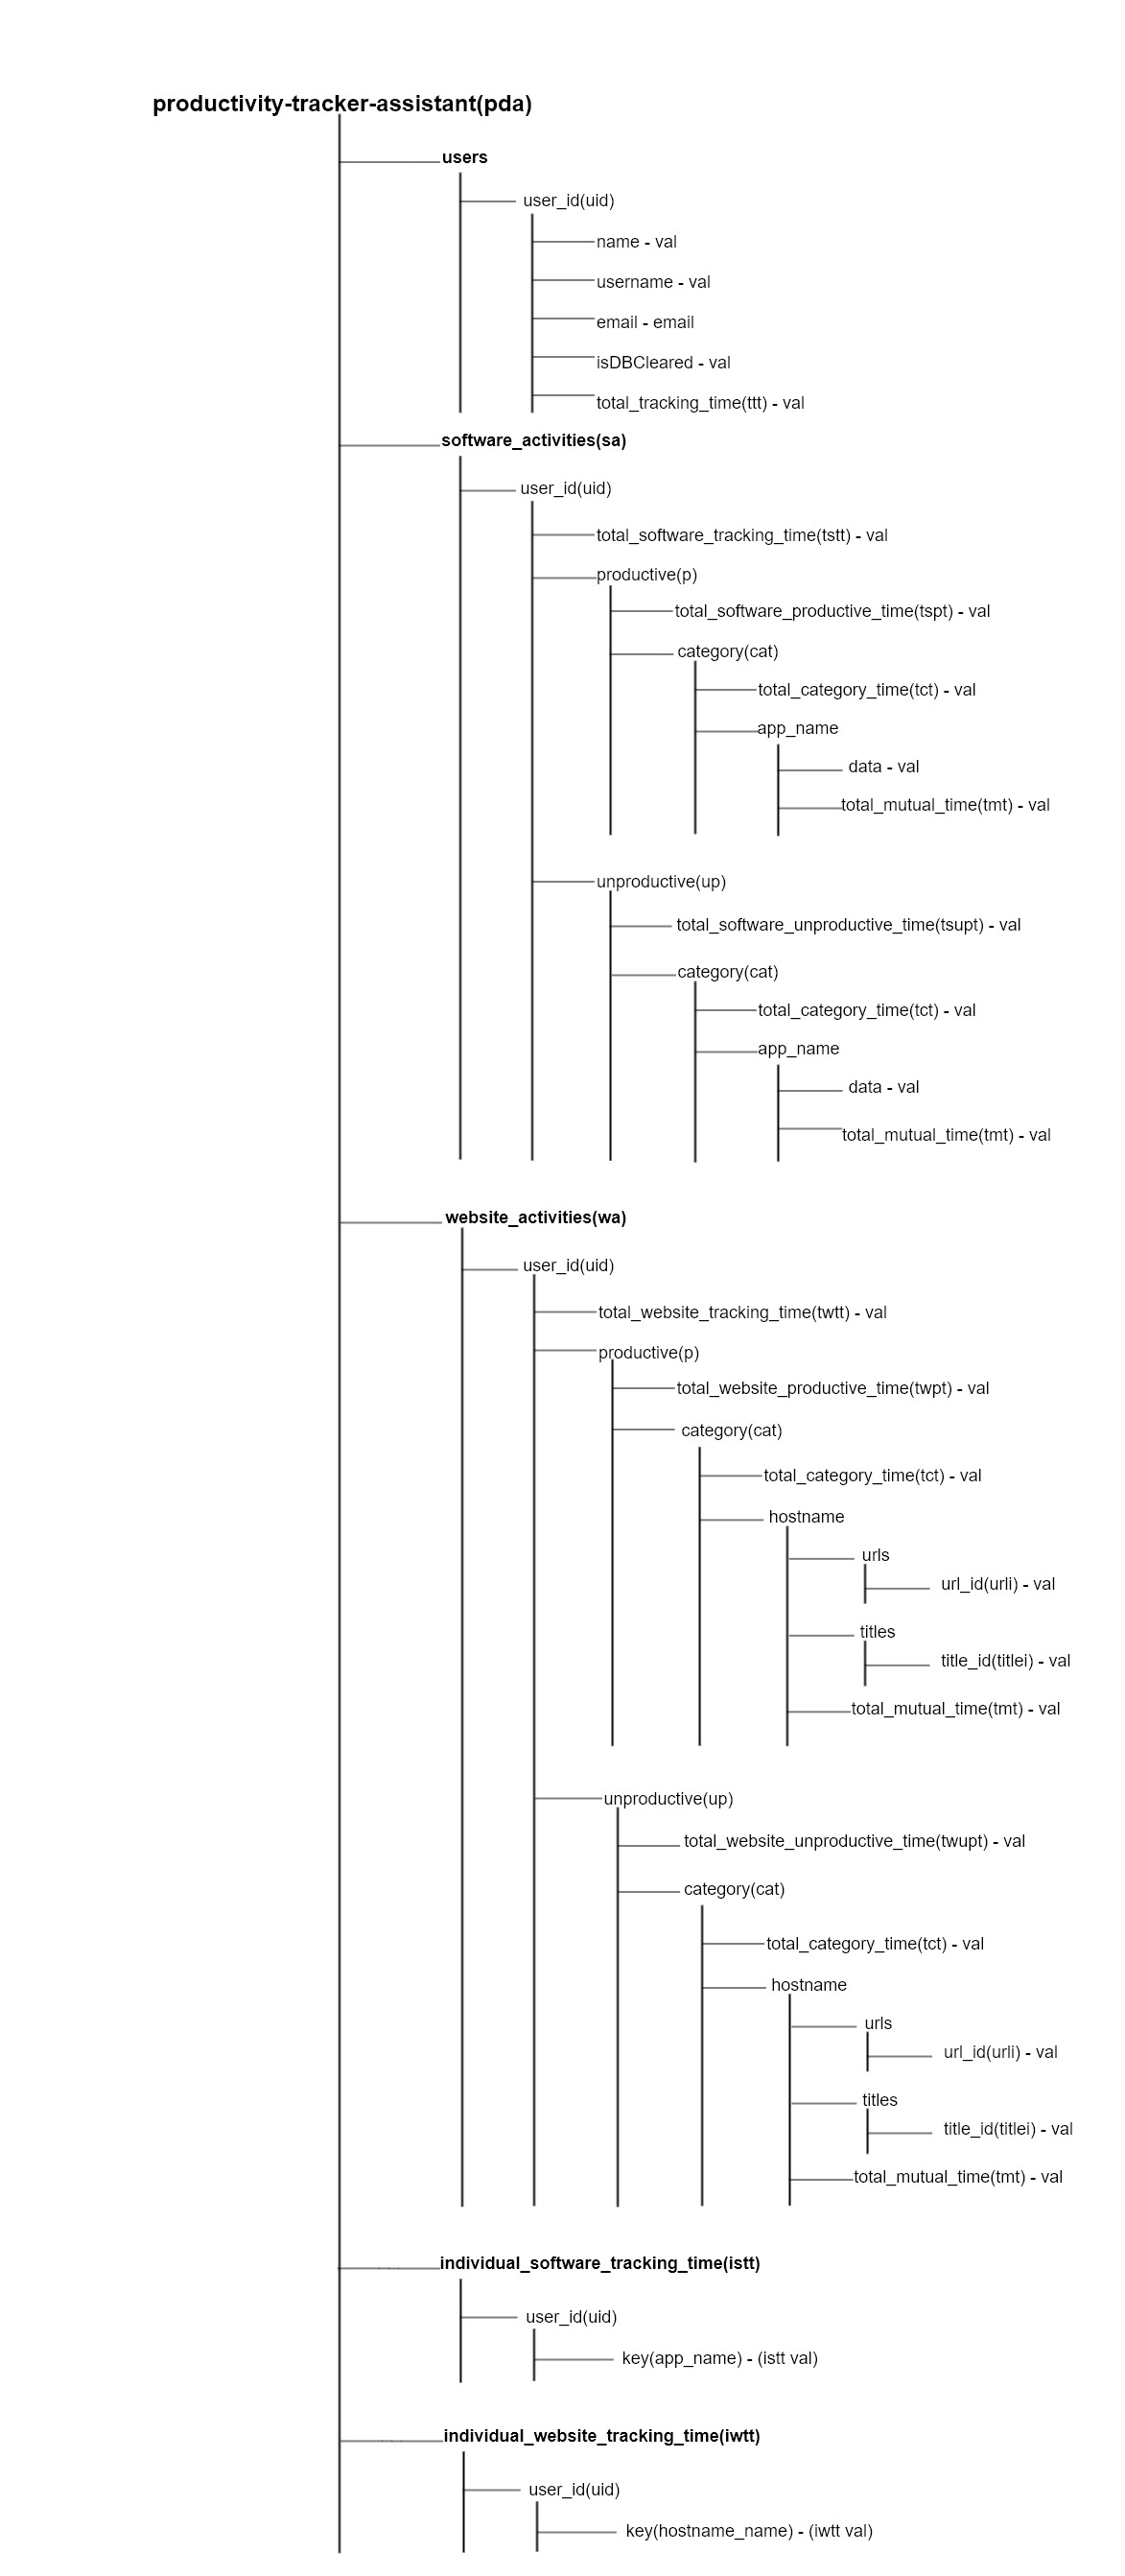 productivity-tracker-assistant(pda)
users
user_id(uid)
name - val
username - val
email - email
isDBCleared - val
total_tracking_time(ttt) - val
software_activities(sa)
user_id(uid)
total_software_tracking_time(tstt) - val
productive(p)
total_software_productive_time(tspt) - val
category(cat)
total_category_time(tct) - val
app_name
data - val
total_mutual_time(tmt) - val
unproductive(up)
total_software_unproductive_time(tsupt) - val
category(cat)
total_category_time(tct) - val
app_name
data - val
total_mutual_time(tmt) - val
website_activities(wa)
user_id(uid)
total_website_tracking_time(twtt) - val
productive(p)
total_website_productive_time(twpt) - val
category(cat)
total_category_time(tct) - val
hostname
urls
url_id(urli) - val
titles
title_id(titlei) - val
total_mutual_time(tmt) - val
unproductive(up)
total_website_unproductive_time(twupt) - val
category(cat)
total_category_time(tct) - val
hostname
urls
url_id(urli) - val
titles
title_id(titlei) - val
total_mutual_time(tmt) - val
individual_software_tracking_time(istt)
user_id(uid)
key(app_name) - (istt val)
individual_website_tracking_time(iwtt)
user_id(uid)
key(hostname_name) - (iwtt val)